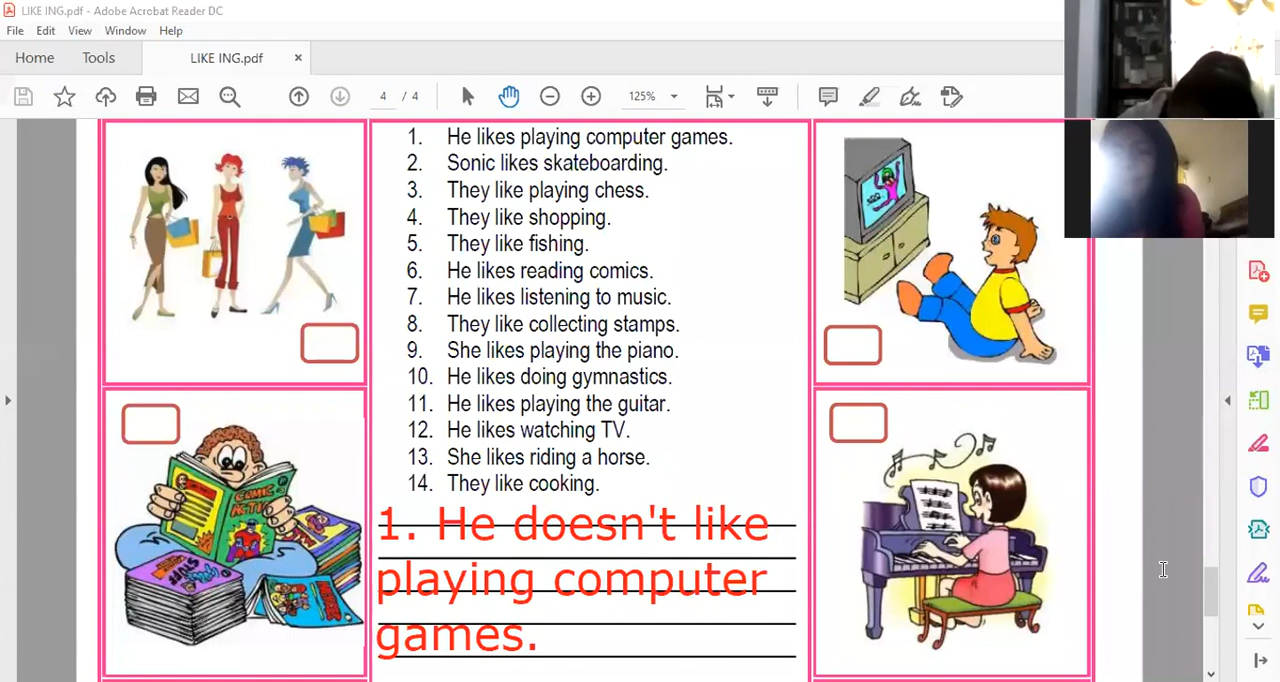 LIKE ING.pdf - Adobe Acrobat Reader DC
File Edit View Window Help
Home Tools LIKE ING.pdf ×
4 / 4 125%
1. He likes playing computer games.
2. Sonic likes skateboarding.
3. They like playing chess.
4. They like shopping.
5. They like fishing.
6. He likes reading comics.
7. He likes listening to music.
8. They like collecting stamps.
9. She likes playing the piano.
10. He likes doing gymnastics.
11. He likes playing the guitar.
12. He likes watching TV.
13. She likes riding a horse.
14. They like cooking.
1. He doesn't like
playing computer
games.
COMIC